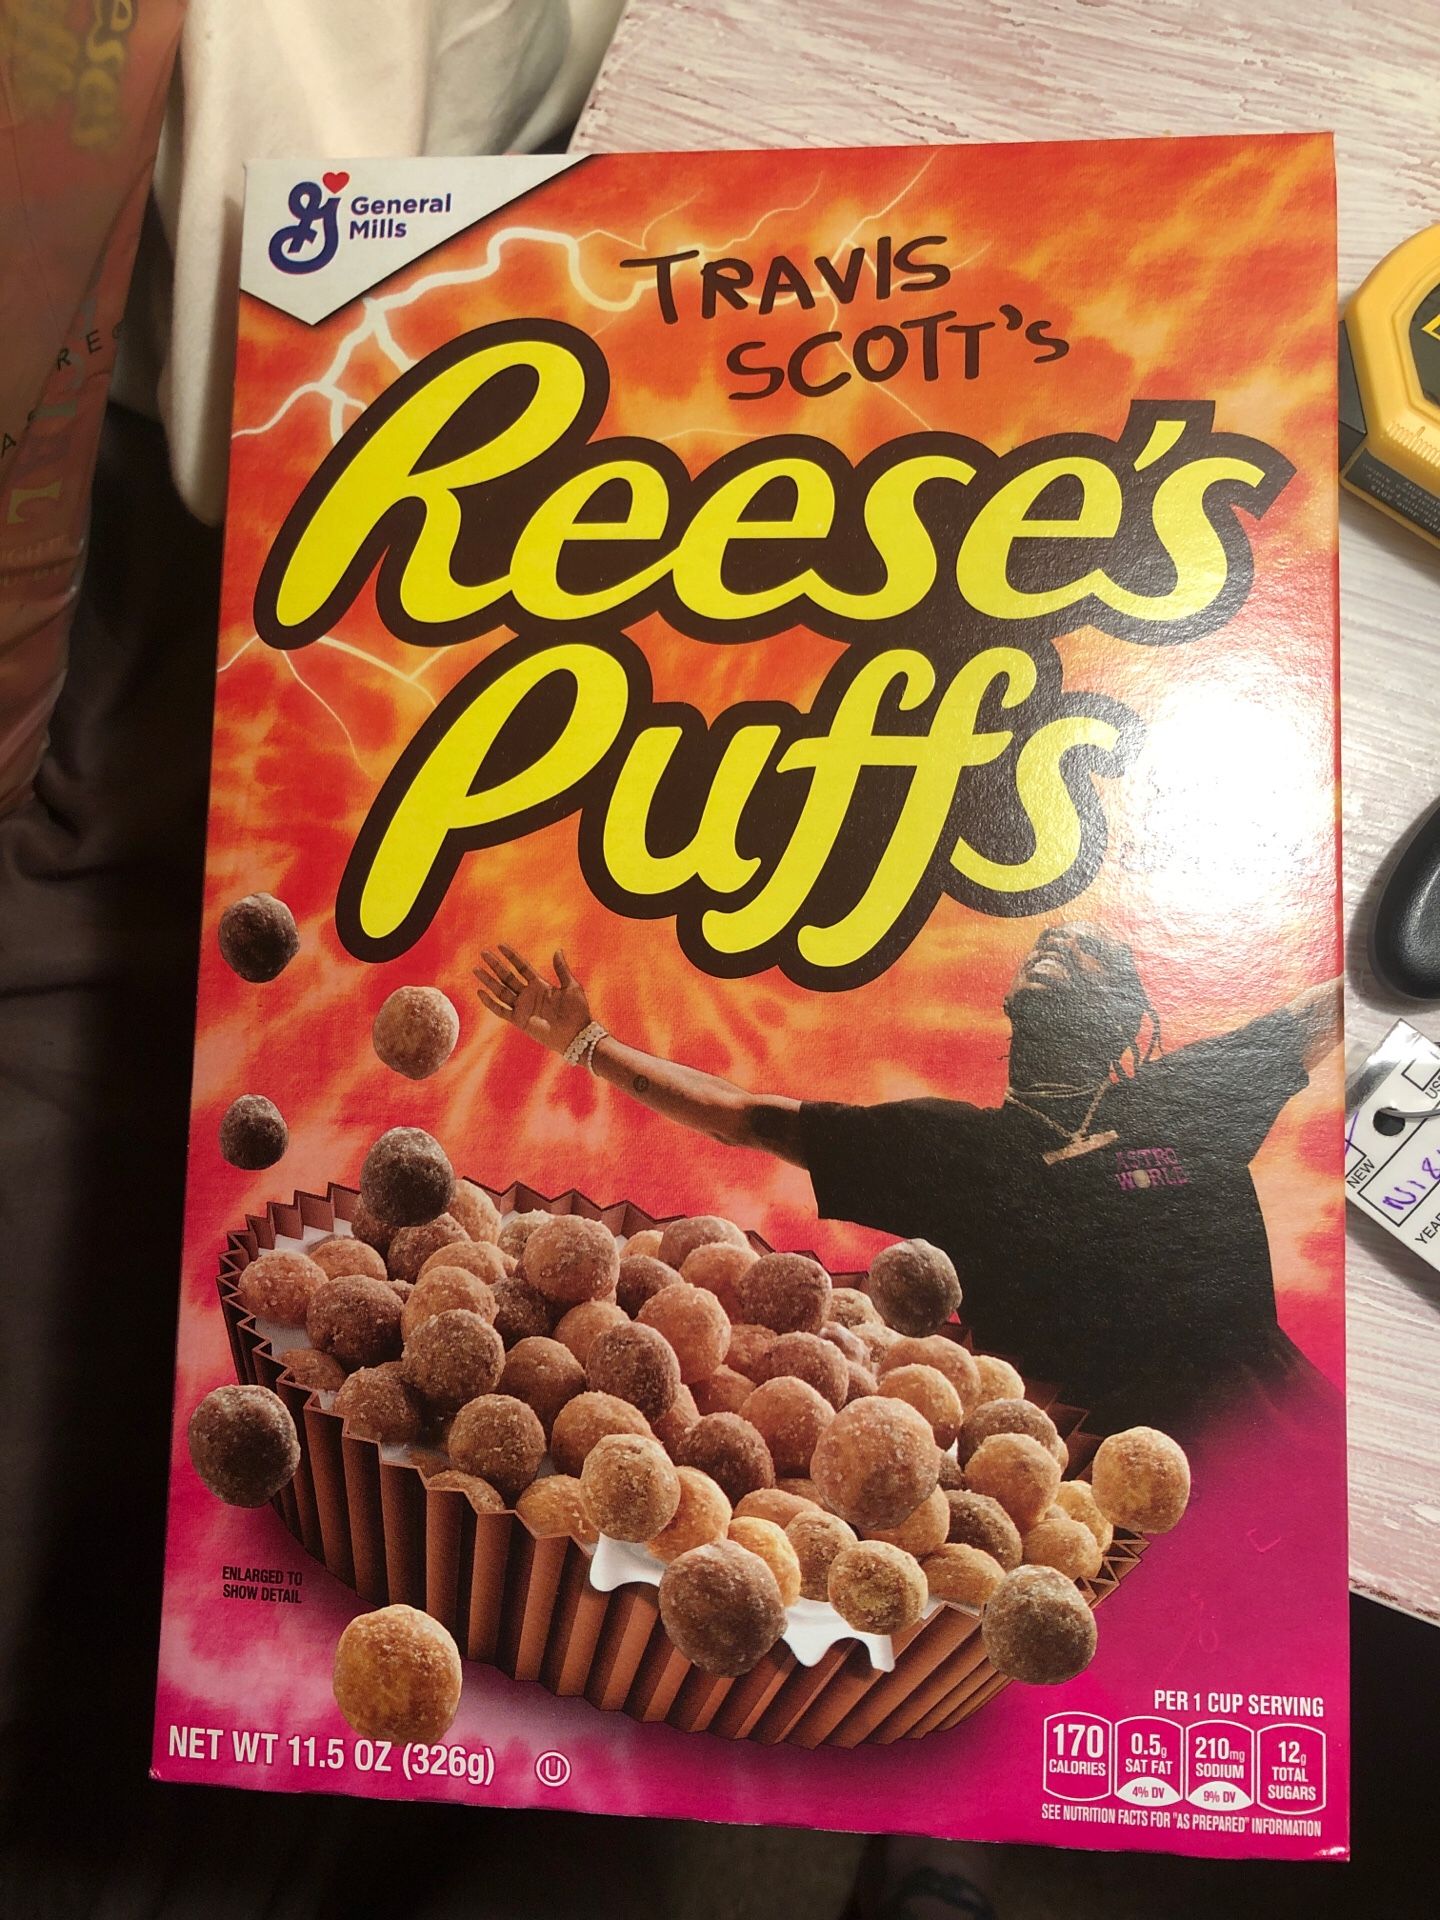 General
Mills
TRAVIS
SCOTT's
Reese's
Puffs
ASTRO
WORLD
ENLARGED TO
SHOW DETAIL
NET WT 11.5 OZ (326g)
U
PER 1 CUP SERVING
170
CALORIES
0.5g
SAT FAT
4% DV
210mg
SODIUM
9% DV
12g
TOTAL
SUGARS
SEE NUTRITION FACTS FOR "AS PREPARED" INFORMATION
NEW